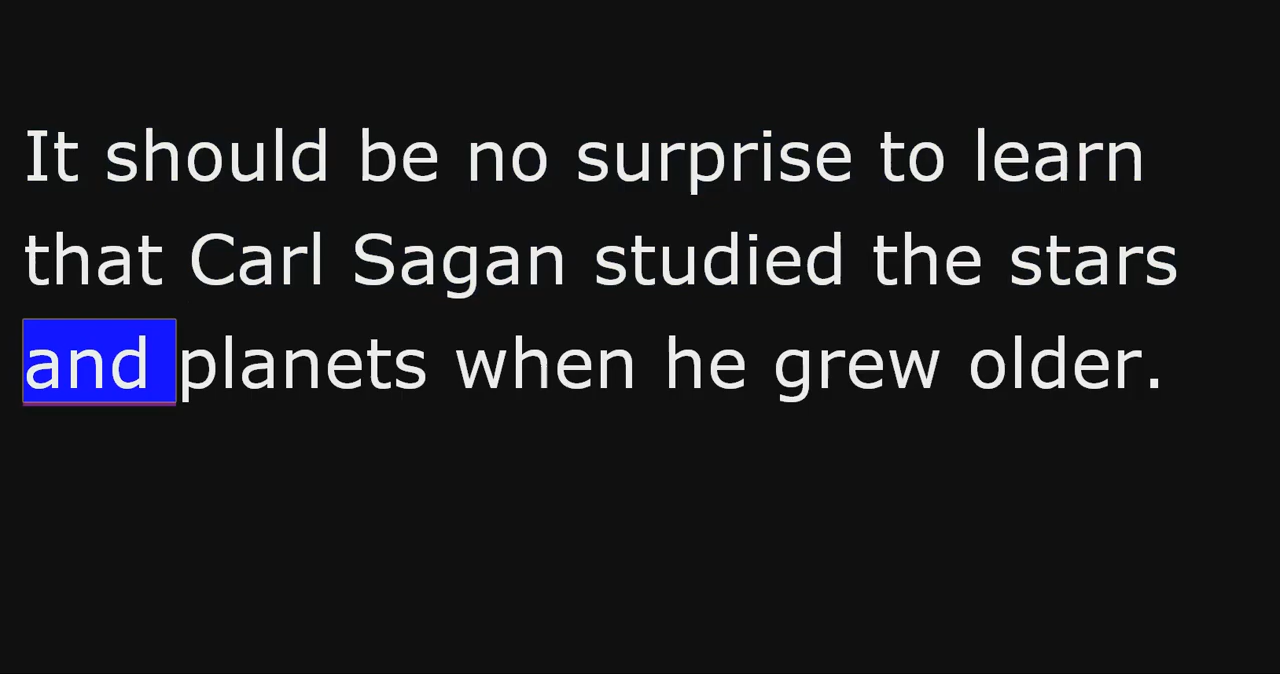 It should be no surprise to learn
that Carl Sagan studied the stars
and planets when he grew older.